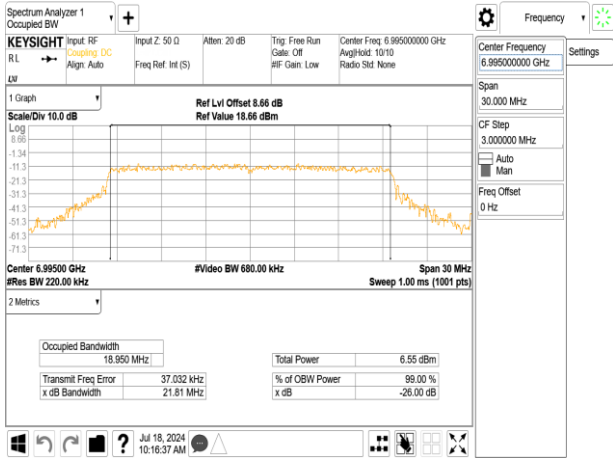 Spectrum Analyzer 1
Occupied BW
KEYSIGHT
RL
Input: RF
Coupling: DC
Align: Auto
Input Z: 50 Ω
Freq Ref: Int (S)
Atten: 20 dB
Trig: Free Run
Gate: Off
#IF Gain: Low
Center Freq: 6.995000000 GHz
Avg|Hold: 10/10
Radio Std: None
1 Graph
Scale/Div 10.0 dB
Ref Lvl Offset 8.66 dB
Ref Value 18.66 dBm
Log
8.66
-1.34
-11.3
-21.3
-31.3
-41.3
-51.3
-61.3
-71.3
Center 6.99500 GHz
#Video BW 680.00 kHz
Span 30 MHz
#Res BW 220.00 kHz
Sweep 1.00 ms (1001 pts)
2 Metrics
Occupied Bandwidth
18.950 MHz
Total Power 6.55 dBm
Transmit Freq Error 37.032 kHz
% of OBW Power 99.00 %
x dB Bandwidth 21.81 MHz
x dB -26.00 dB
Jul 18, 2024
10:16:37 AM
Frequency
Settings
Center Frequency
6.995000000 GHz
Span
30.000 MHz
CF Step
3.000000 MHz
Auto
Man
Freq Offset
0 Hz